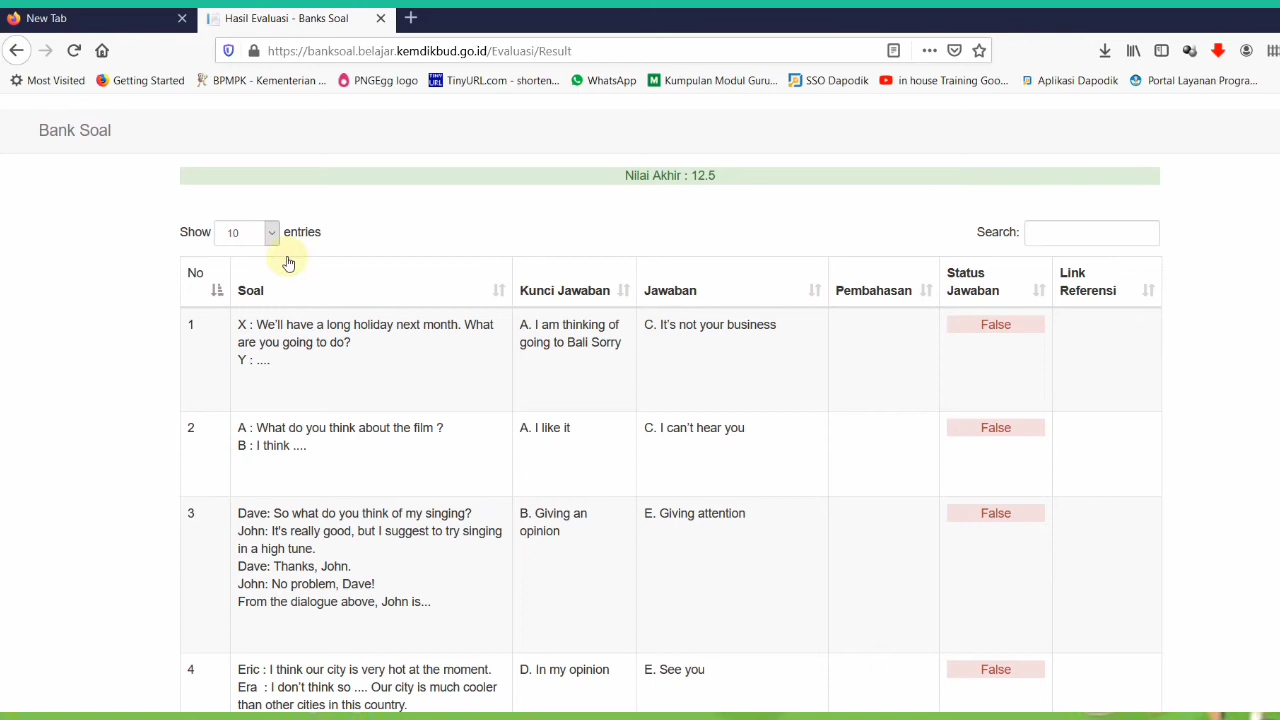 New Tab
Hasil Evaluasi - Banks Soal
https://banksoal.belajar.kemdikbud.go.id/Evaluasi/Result
Most Visited
Getting Started
BPMPK - Kementerian ...
PNGEgg logo
TINY
URL
TinyURL.com - shorten...
WhatsApp
M
Kumpulan Modul Guru...
SSO Dapodik
in house Training Goo...
Aplikasi Dapodik
Portal Layanan Progra...
Bank Soal
Nilai Akhir : 12.5
Show 10 entries
Search:
No
Soal
Kunci Jawaban
Jawaban
Pembahasan
Status
Jawaban
Link
Referensi
1
X : We'll have a long holiday next month. What
are you going to do?
Y : ....
A. I am thinking of
going to Bali Sorry
C. It's not your business
False
2
A : What do you think about the film ?
B : I think ....
A. I like it
C. I can't hear you
False
3
Dave: So what do you think of my singing?
John: It's really good, but I suggest to try singing
in a high tune.
Dave: Thanks, John.
John: No problem, Dave!
From the dialogue above, John is...
B. Giving an
opinion
E. Giving attention
False
4
Eric : I think our city is very hot at the moment.
Era : I don't think so .... Our city is much cooler
than other cities in this country.
D. In my opinion
E. See you
False